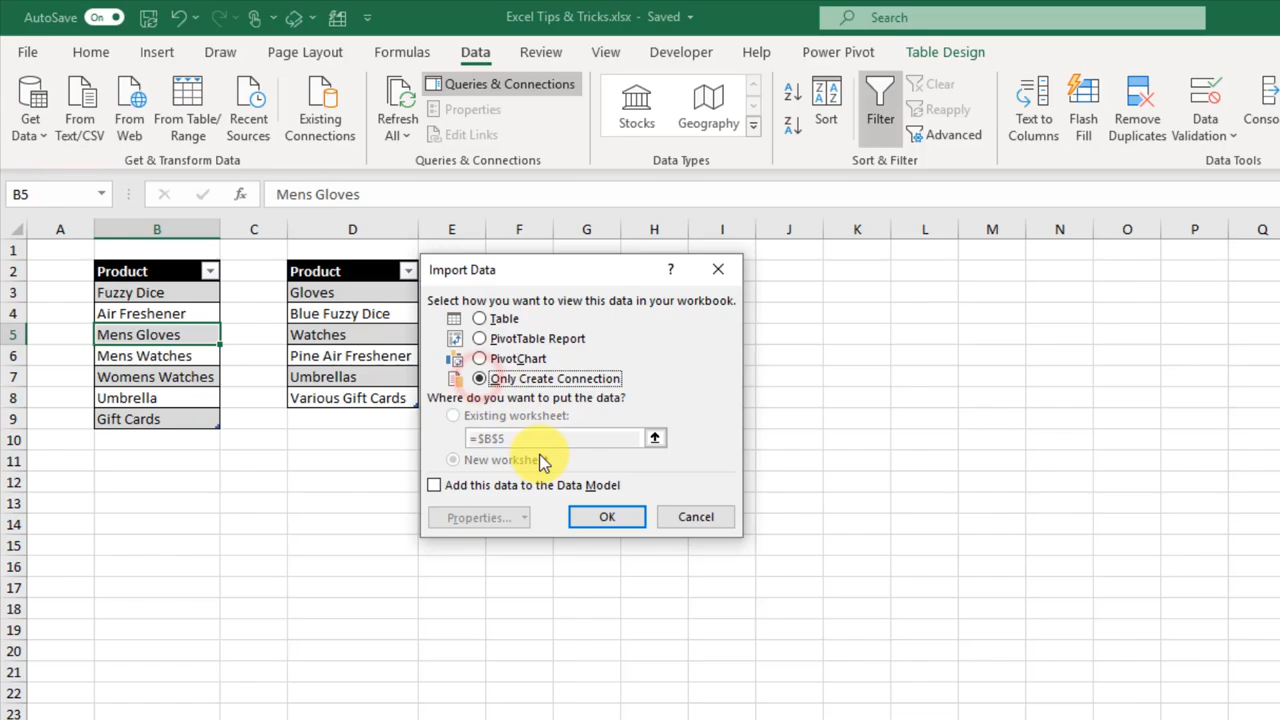 AutoSave On Excel Tips & Tricks.xlsx - Saved Search
File Home Insert Draw Page Layout Formulas Data Review View Developer Help Power Pivot Table Design
Get Data
From Text/CSV
From Web
From Table/ Range
Recent Sources
Existing Connections
Get & Transform Data
Refresh All
Queries & Connections
Properties
Edit Links
Queries & Connections
Stocks
Geography
Data Types
Sort
Filter
Clear
Reapply
Advanced
Sort & Filter
Text to Columns
Flash Fill
Remove Duplicates
Data Validation
Conso
Data Tools
B5 fx Mens Gloves
A B C D E F G H I J K L M N O P Q
1
2 Product Product
3 Fuzzy Dice Gloves
4 Air Freshener Blue Fuzzy Dice
5 Mens Gloves Watches
6 Mens Watches Pine Air Freshener
7 Womens Watches Umbrellas
8 Umbrella Various Gift Cards
9 Gift Cards
10
11
12
13
14
15
16
17
18
19
20
21
22
23
Import Data ?
Select how you want to view this data in your workbook.
Table
PivotTable Report
PivotChart
Only Create Connection
Where do you want to put the data?
Existing worksheet:
=$B$5
New worksheet
Add this data to the Data Model
Properties... OK Cancel